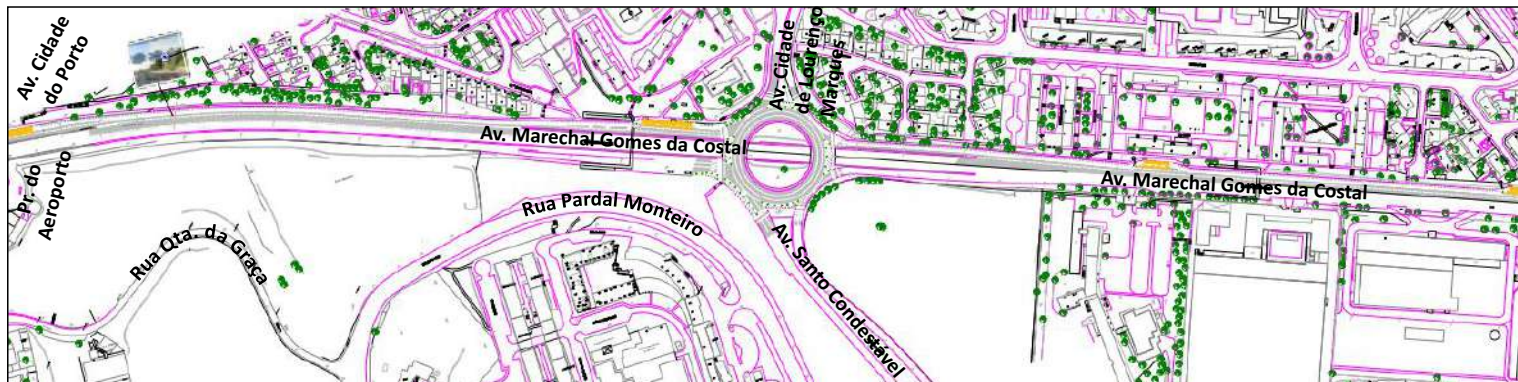 Av. Cidade
do Porto
Pr. do
Aeroporto
Rua Qta. da Graça
Av. Marechal Gomes da Costal
Rua Pardal Monteiro
Av. Cidade
de Lourenço
Marques
Av. Santo Condestável
Av. Marechal Gomes da Costal